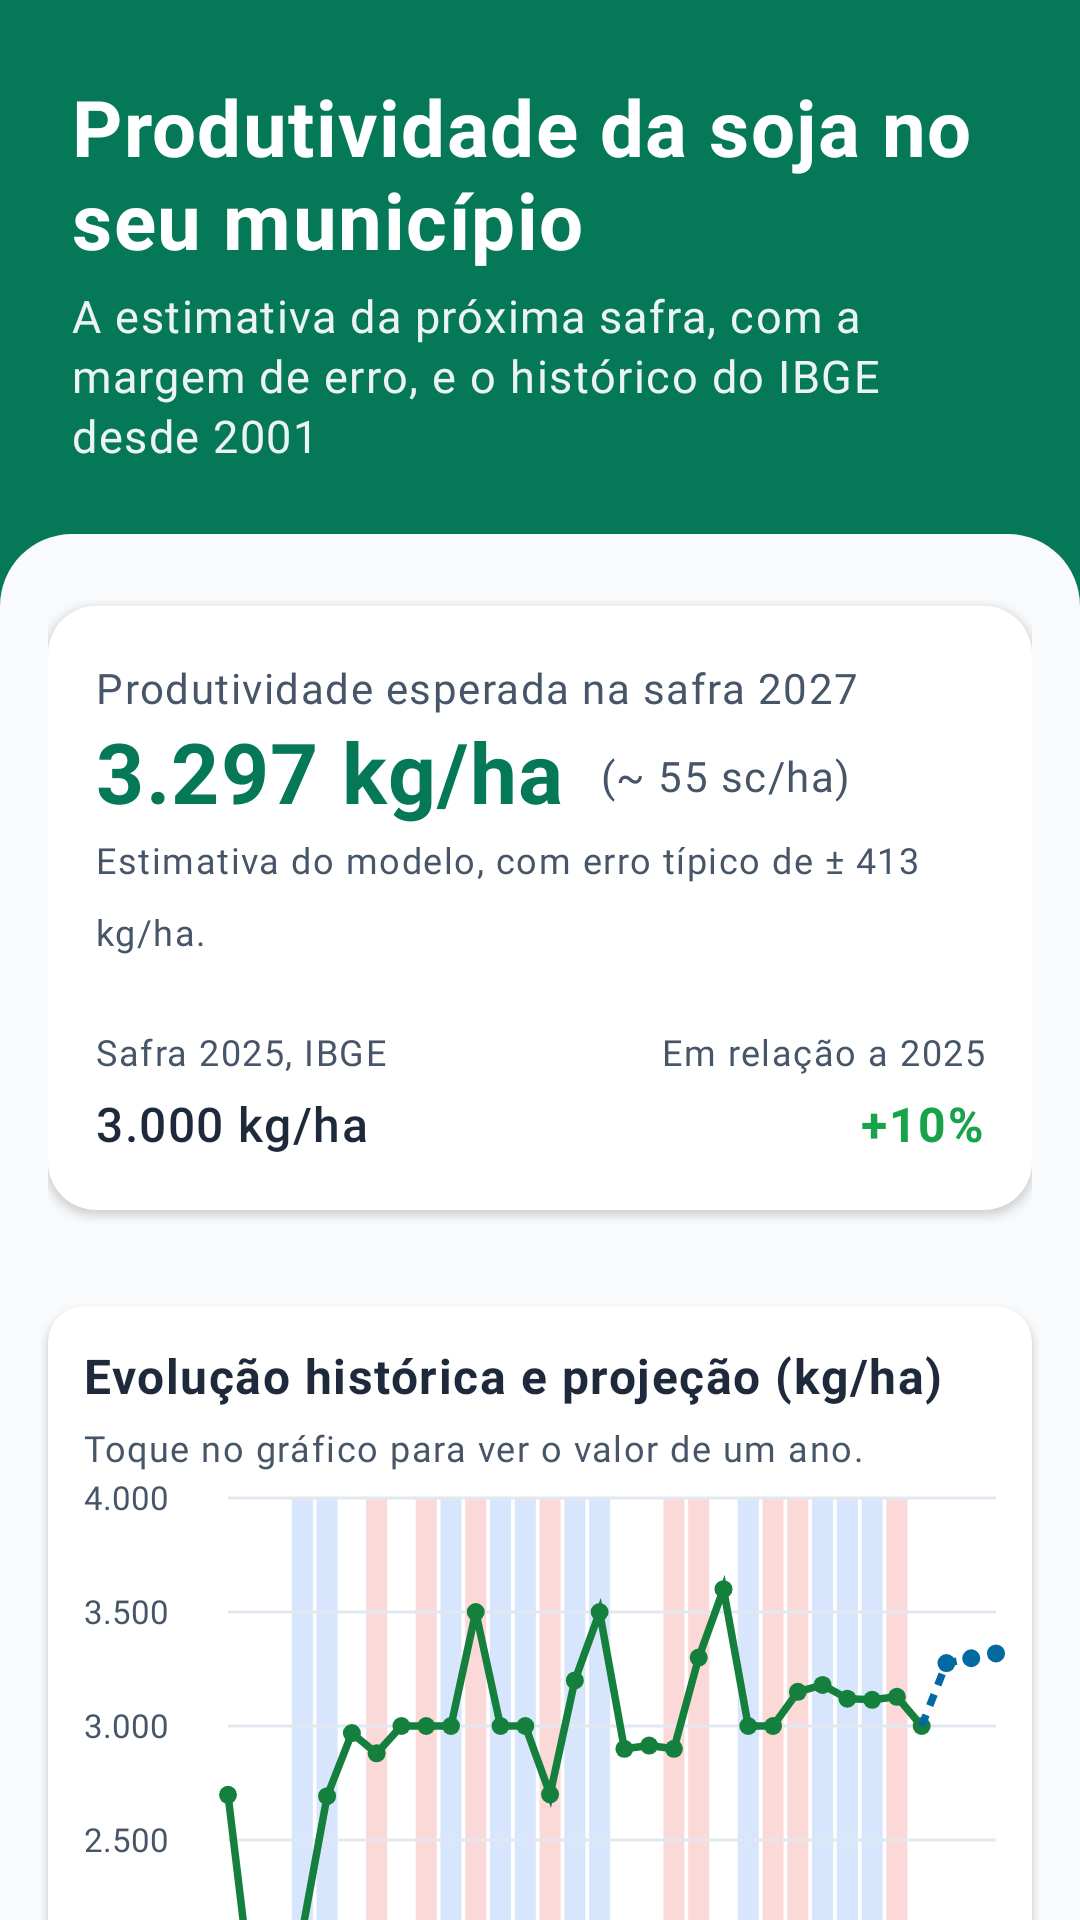 Produtividade da soja no
seu município
A estimativa da próxima safra, com a
margem de erro, e o histórico do IBGE
desde 2001
Produtividade esperada na safra 2027
3.297 kg/ha (~ 55 sc/ha)
Estimativa do modelo, com erro típico de ± 413
kg/ha.
Safra 2025, IBGE
Em relação a 2025
3.000 kg/ha
+10%
Evolução histórica e projeção (kg/ha)
Toque no gráfico para ver o valor de um ano.
4.000
3.500
3.000
2.500